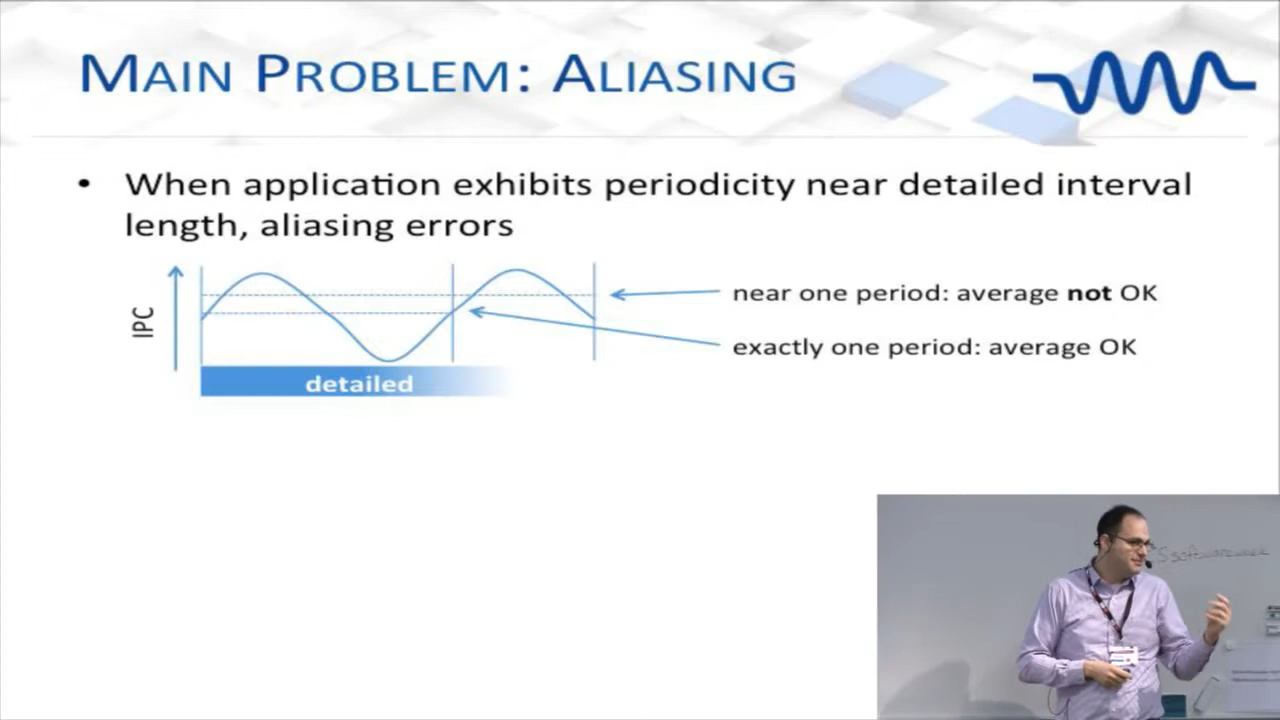 MAIN PROBLEM: ALIASING
• When application exhibits periodicity near detailed interval
length, aliasing errors
IPC
near one period: average not OK
exactly one period: average OK
detailed